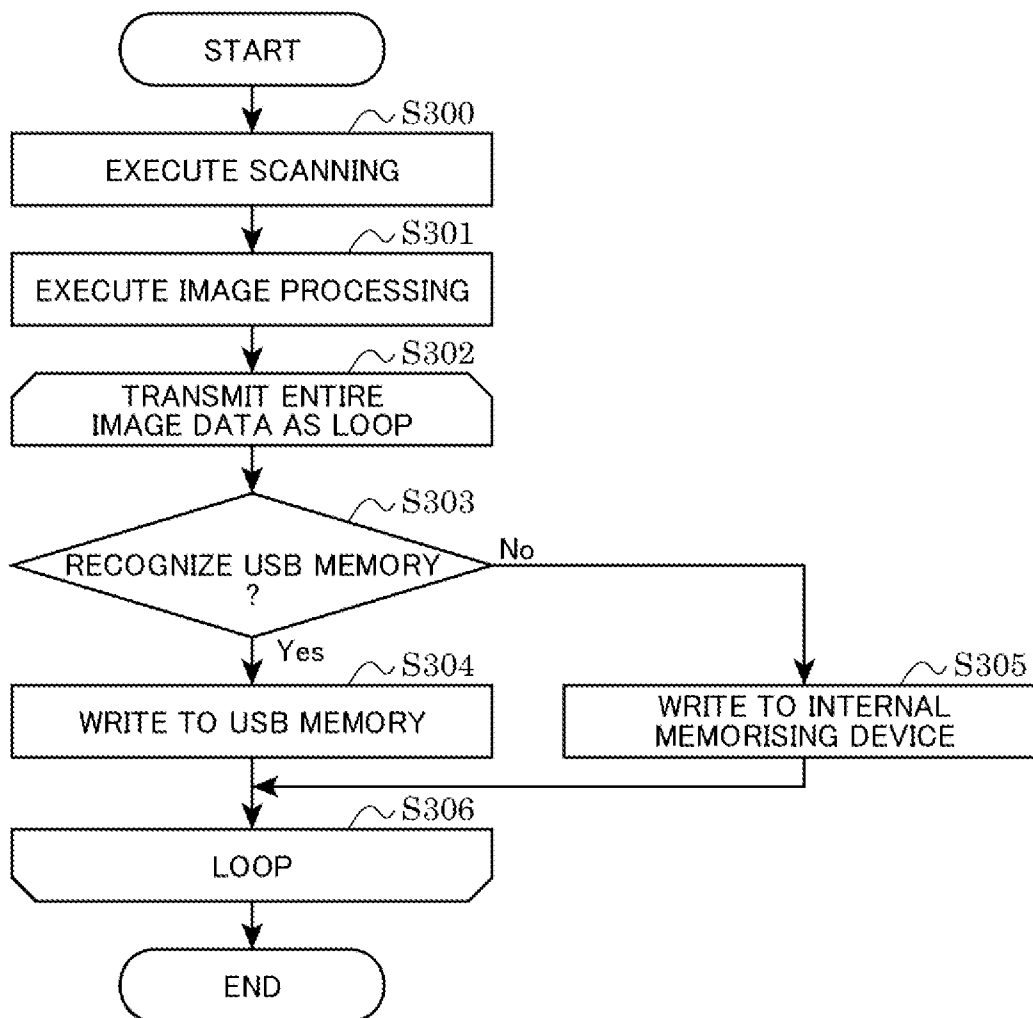 START
S300
EXECUTE SCANNING
S301
EXECUTE IMAGE PROCESSING
S302
TRANSMIT ENTIRE
IMAGE DATA AS LOOP
S303
RECOGNIZE USB MEMORY
?
No
Yes
S304
WRITE TO USB MEMORY
S305
WRITE TO INTERNAL
MEMORISING DEVICE
S306
LOOP
END